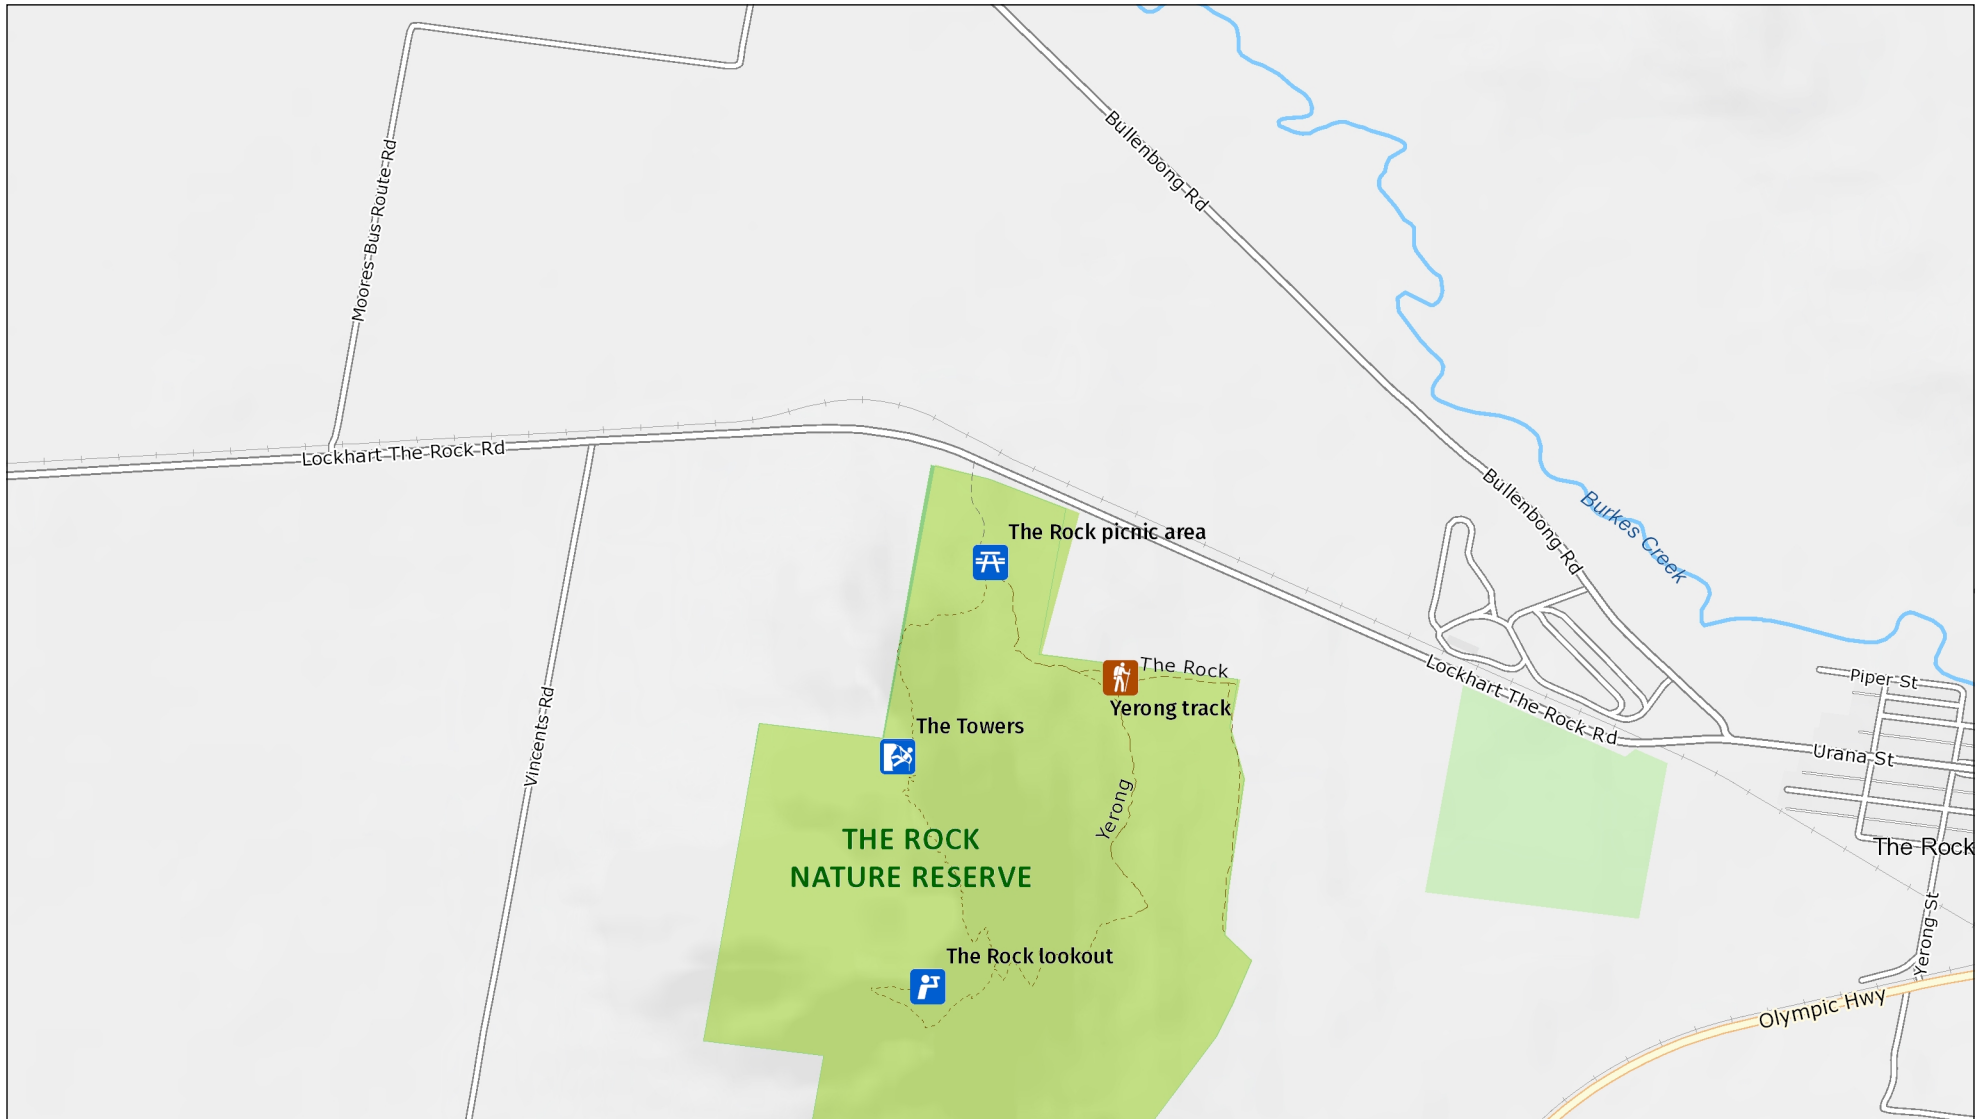 Bullenbong Rd
Moores-Bus-Route-Rd
Lockhart The Rock Rd
Bullenbong Rd
Burkes Creek
The Rock picnic area
The Rock
Piper St
Yerong track
Lockhart The Rock Rd
The Towers
Vincents Rd
Urana St
Yerong
THE ROCK
NATURE RESERVE
The Rock
The Rock lookout
Yerong St
Olympic Hwy